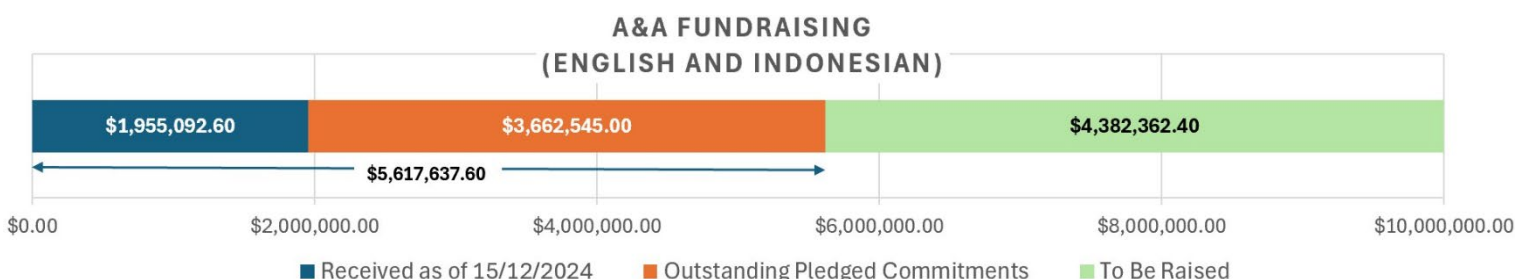 A&A FUNDRAISING
(ENGLISH AND INDONESIAN)
$1,955,092.60 $3,662,545.00 $4,382,362.40
$5,617,637.60
$0.00 $2,000,000.00 $4,000,000.00 $6,000,000.00 $8,000,000.00 $10,000,000.00
Received as of 15/12/2024 Outstanding Pledged Commitments To Be Raised